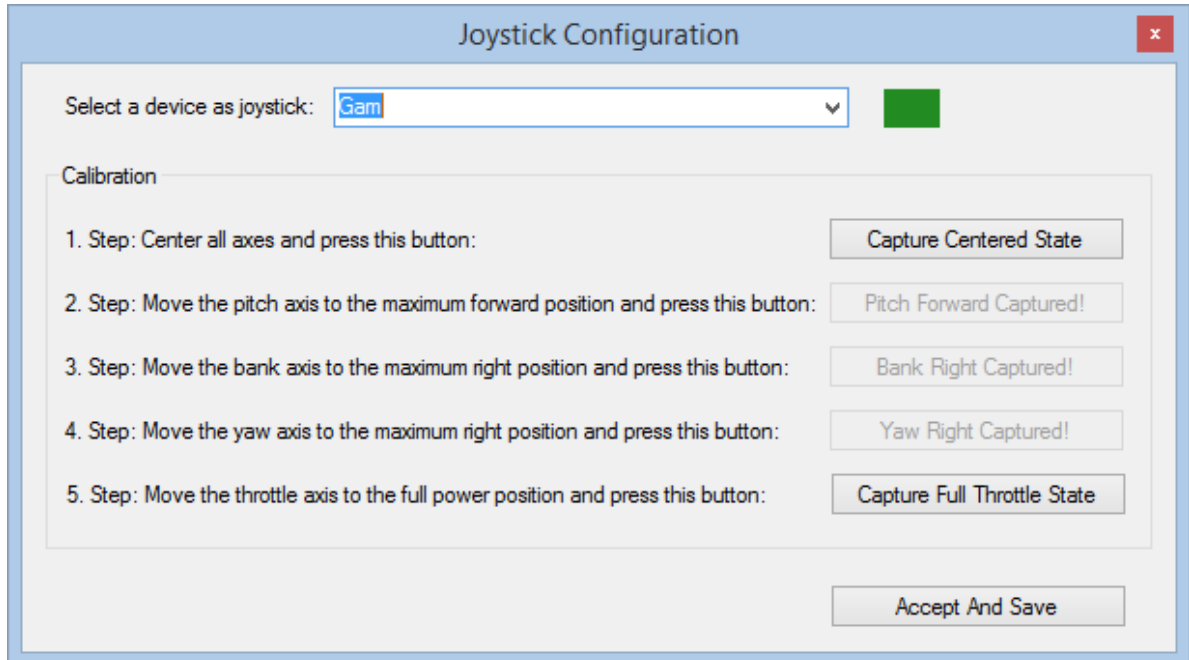 Joystick Configuration
x
Select a device as joystick: Gam
Calibration
1. Step: Center all axes and press this button: Capture Centered State
2. Step: Move the pitch axis to the maximum forward position and press this button: Pitch Forward Captured!
3. Step: Move the bank axis to the maximum right position and press this button: Bank Right Captured!
4. Step: Move the yaw axis to the maximum right position and press this button: Yaw Right Captured!
5. Step: Move the throttle axis to the full power position and press this button: Capture Full Throttle State
Accept And Save